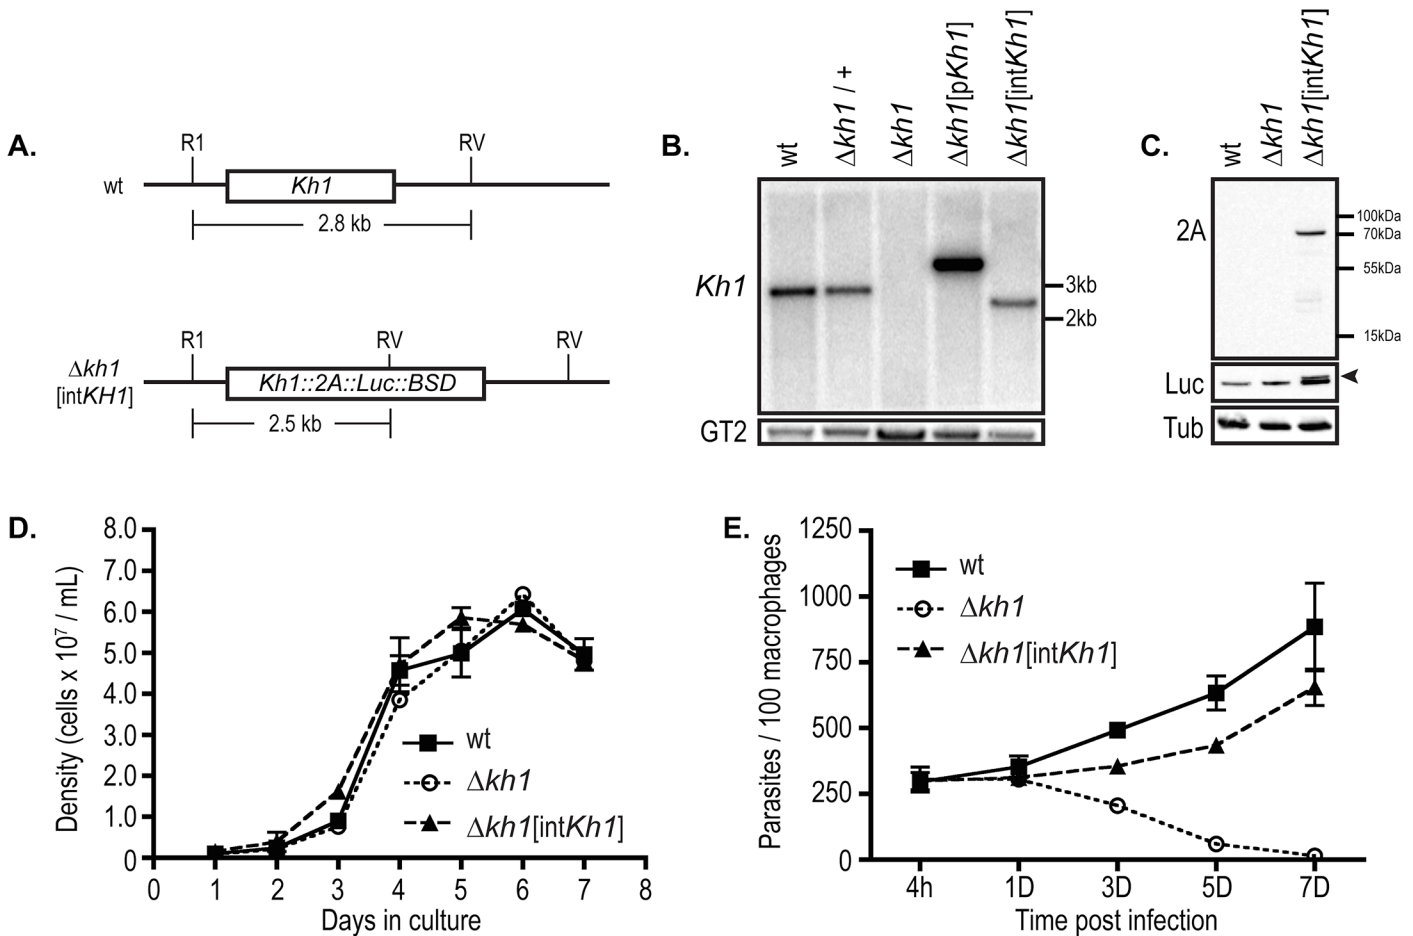 A.
R1
RV
wt
Kh1
2.8 kb
R1
RV
RV
Δkh1
[intKH1]
Kh1::2A::Luc::BSD
2.5 kb
B.
wt
Δkh1 / +
Δkh1
Δkh1[pKh1]
Δkh1[intKh1]
Kh1
3kb
2kb
GT2
C.
wt
Δkh1
Δkh1[intKh1]
2A
100kDa
70kDa
55kDa
15kDa
Luc
Tub
D.
Density (cells x 10⁷ / mL)
8.0
7.0
6.0
5.0
4.0
3.0
2.0
1.0
0
wt
Δkh1
Δkh1[intKh1]
0 1 2 3 4 5 6 7 8
Days in culture
E.
Parasites / 100 macrophages
1250
1000
750
500
250
0
wt
Δkh1
Δkh1[intKh1]
4h 1D 3D 5D 7D
Time post infection